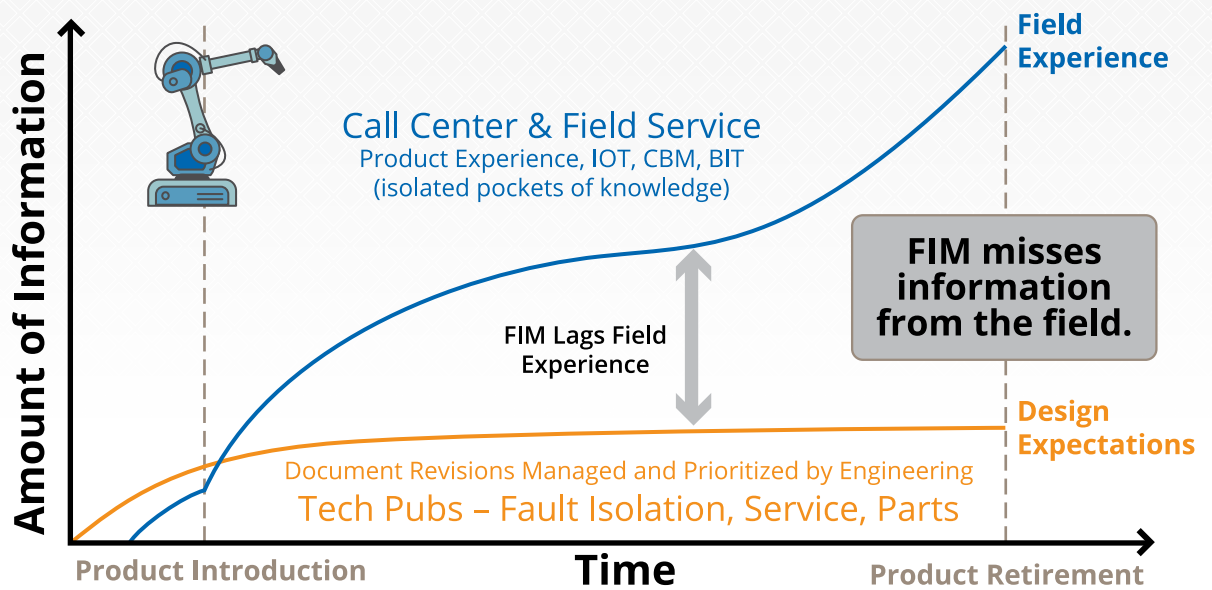 Amount of Information
Field
Experience
Call Center & Field Service
Product Experience, IOT, CBM, BIT
(isolated pockets of knowledge)
FIM misses
information
from the field.
FIM Lags Field
Experience
Design
Expectations
Document Revisions Managed and Prioritized by Engineering
Tech Pubs – Fault Isolation, Service, Parts
Product Introduction
Time
Product Retirement